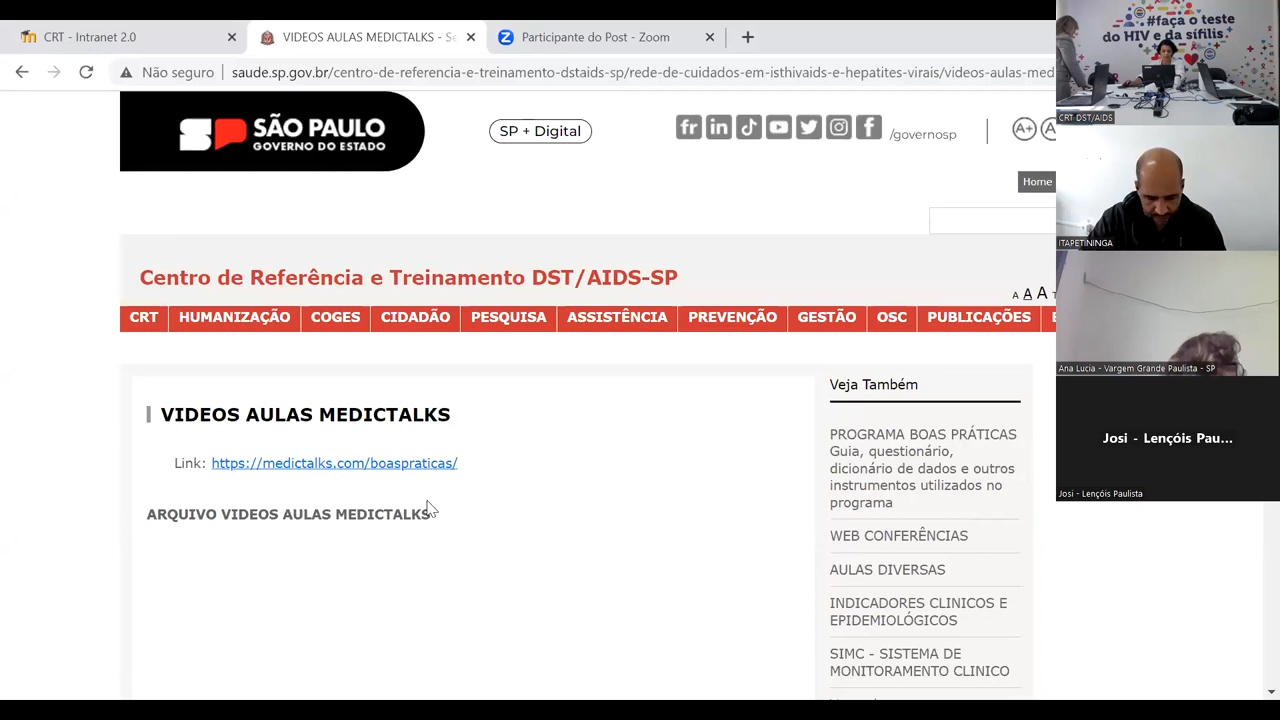 CRT - Intranet 2.0
VIDEOS AULAS MEDICTALKS - Se
Participante do Post - Zoom
Não seguro
saude.sp.gov.br/centro-de-referencia-e-treinamento-dstaids-sp/rede-de-cuidados-em-isthivaids-e-hepatites-virais/videos-aulas-med
SÃO PAULO
GOVERNO DO ESTADO
SP + Digital
/governosp
A+
Home
Centro de Referência e Treinamento DST/AIDS-SP
A A A
CRT HUMANIZAÇÃO COGES CIDADÃO PESQUISA ASSISTÊNCIA PREVENÇÃO GESTÃO OSC PUBLICAÇÕES
VIDEOS AULAS MEDICTALKS
Link: https://medictalks.com/boaspraticas/
ARQUIVO VIDEOS AULAS MEDICTALKS
Veja Também
PROGRAMA BOAS PRÁTICAS
Guia, questionário,
dicionário de dados e outros
instrumentos utilizados no
programa
WEB CONFERÊNCIAS
AULAS DIVERSAS
INDICADORES CLINICOS E
EPIDEMIOLÓGICOS
SIMC - SISTEMA DE
MONITORAMENTO CLINICO
#faça o teste
do HIV e da sífilis
CRT DST/AIDS
ITAPETININGA
Ana Lucia - Vargem Grande Paulista - SP
Josi - Lençóis Pau...
Josi - Lençóis Paulista